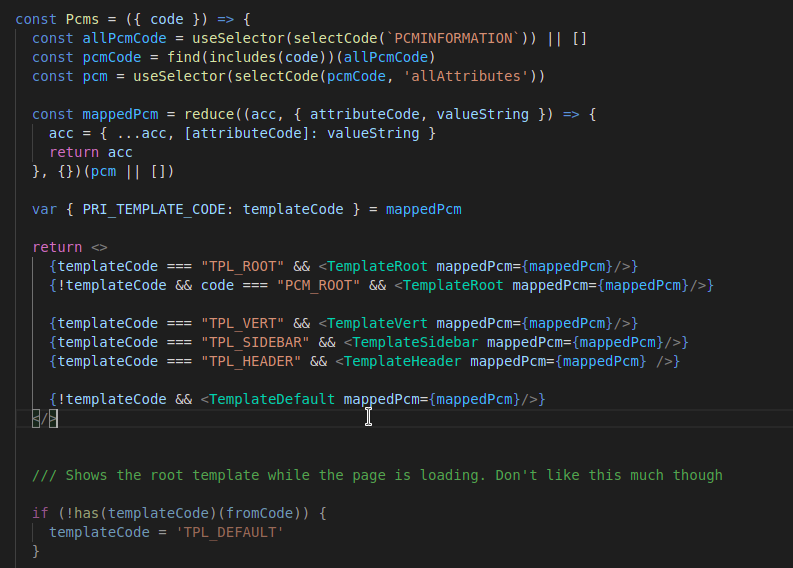 const Pcms = ({ code }) => {
  const allPcmCode = useSelector(selectCode(`PCMINFORMATION`)) || []
  const pcmCode = find(includes(code))(allPcmCode)
  const pcm = useSelector(selectCode(pcmCode, 'allAttributes'))
  const mappedPcm = reduce((acc, { attributeCode, valueString }) => {
    acc = { ...acc, [attributeCode]: valueString }
    return acc
  }, {})(pcm || [])
  var { PRI_TEMPLATE_CODE: templateCode } = mappedPcm
  return <>
    {templateCode === "TPL_ROOT" && <TemplateRoot mappedPcm={mappedPcm}/>}
    {!templateCode && code === "PCM_ROOT" && <TemplateRoot mappedPcm={mappedPcm}/>}
    {templateCode === "TPL_VERT" && <TemplateVert mappedPcm={mappedPcm}/>}
    {templateCode === "TPL_SIDEBAR" && <TemplateSidebar mappedPcm={mappedPcm}/>}
    {templateCode === "TPL_HEADER" && <TemplateHeader mappedPcm={mappedPcm} />}
    {!templateCode && <TemplateDefault mappedPcm={mappedPcm}/>}
  </>
  /// Shows the root template while the page is loading. Don't like this much though
  if (!has(templateCode)(fromCode)) {
    templateCode = 'TPL_DEFAULT'
  }